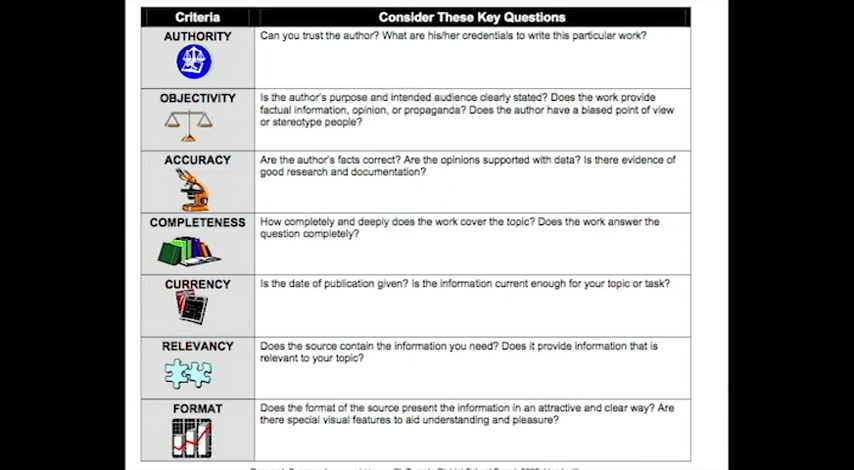 Criteria Consider These Key Questions
AUTHORITY
Can you trust the author? What are his/her credentials to write this particular work?
OBJECTIVITY
Is the author's purpose and intended audience clearly stated? Does the work provide
factual information, opinion, or propaganda? Does the author have a biased point of view
or stereotype people?
ACCURACY
Are the author's facts correct? Are the opinions supported with data? Is there evidence of
good research and documentation?
COMPLETENESS
How completely and deeply does the work cover the topic? Does the work answer the
question completely?
CURRENCY
Is the date of publication given? Is the information current enough for your topic or task?
RELEVANCY
Does the source contain the information you need? Does it provide information that is
relevant to your topic?
FORMAT
Does the format of the source present the information in an attractive and clear way? Are
there special visual features to aid understanding and pleasure?